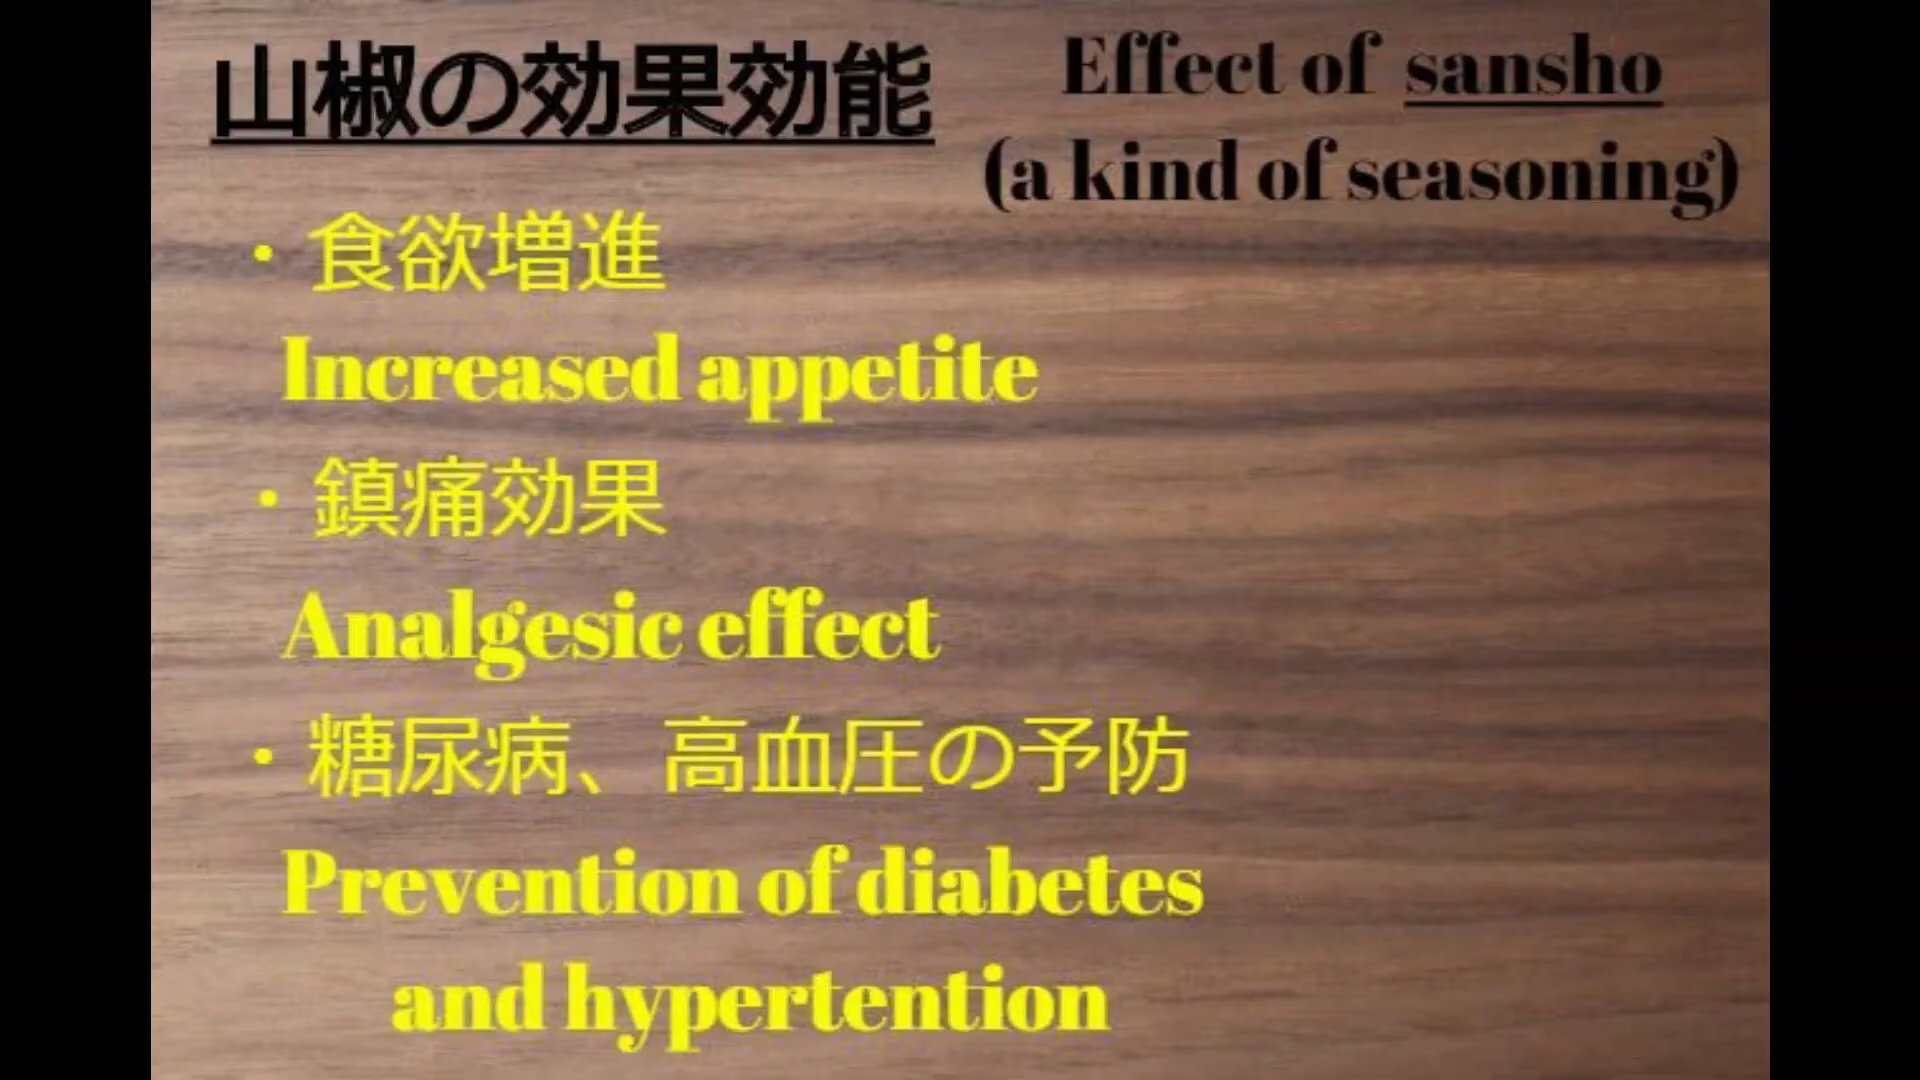 山椒の効果効能
Effect of sansho
(a kind of seasoning)
・食欲増進
Increased appetite
・鎮痛効果
Analgesic effect
・糖尿病、高血圧の予防
Prevention of diabetes
and hypertention